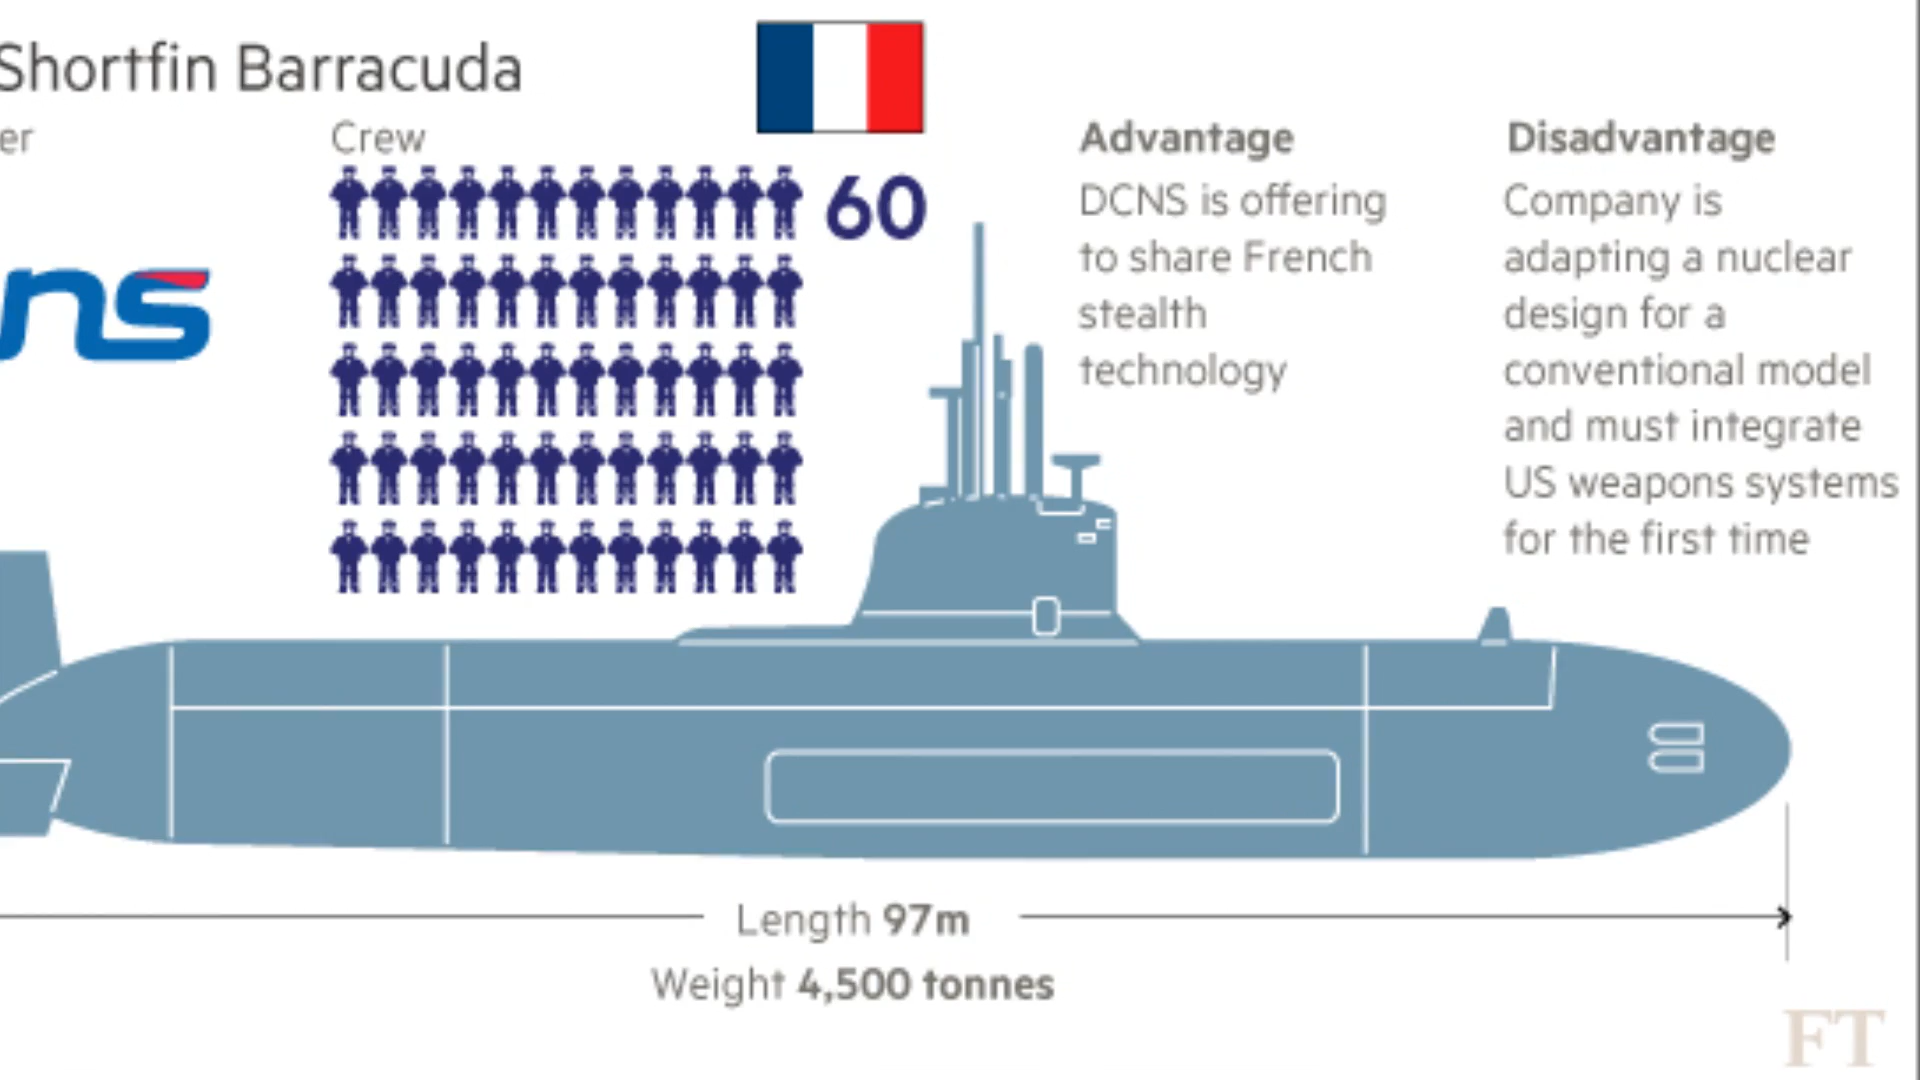 Shortfin Barracuda
er
Crew
60
ns
Advantage
DCNS is offering
to share French
stealth
technology
Disadvantage
Company is
adapting a nuclear
design for a
conventional model
and must integrate
US weapons systems
for the first time
Length 97m
Weight 4,500 tonnes
FT